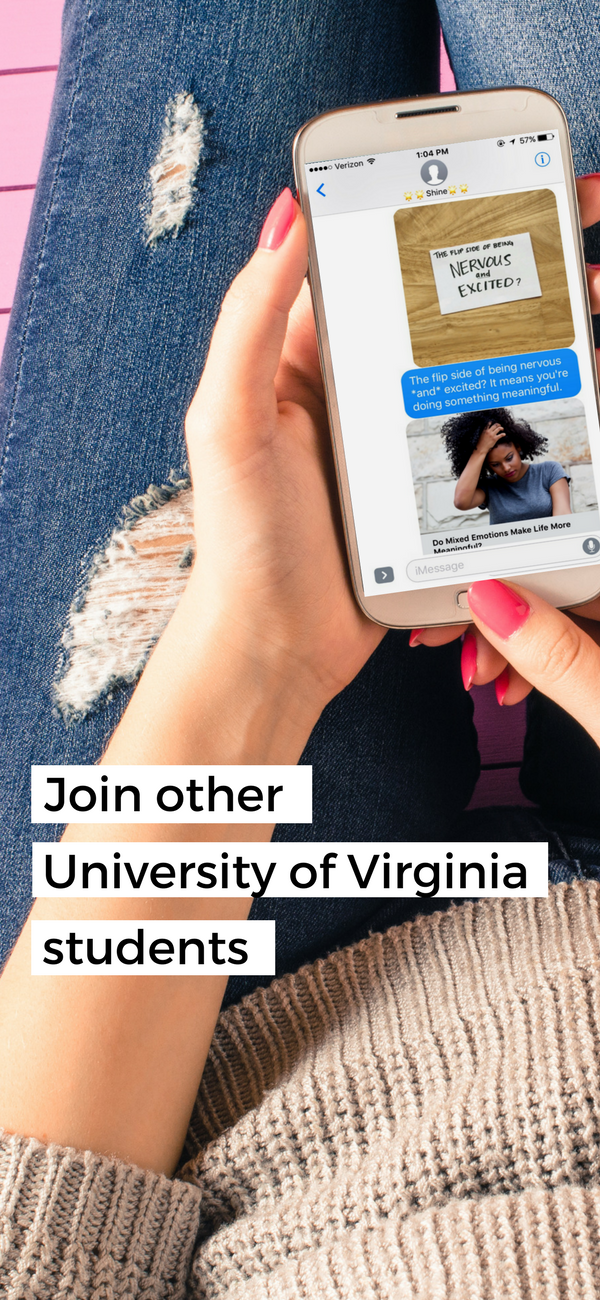 Verizon
1:04 PM
57%
Shine
THE FLIP SIDE OF BEING
NERVOUS
and
EXCITED?
The flip side of being nervous
*and* excited? It means you're
doing something meaningful.
Do Mixed Emotions Make Life More
Meaningful?
iMessage
Join other
University of Virginia
students